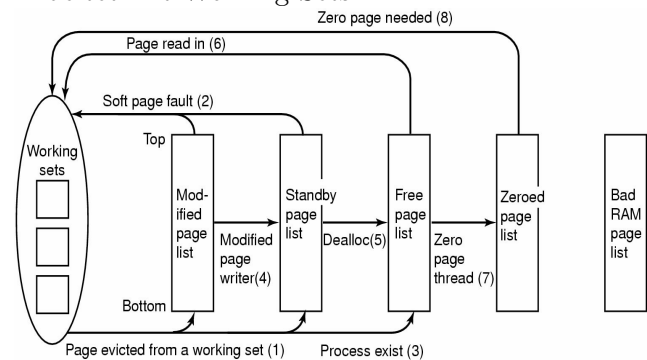 Zero page needed (8)
Page read in (6)
Soft page fault (2)
Top
Working
sets
Mod-
ified
page
list
Standby
page
list
Free
page
list
Zeroed
page
list
Bad
RAM
page
list
Modified
page
writer(4)
Dealloc(5)
Zero
page
thread (7)
Bottom
Page evicted from a working set (1)
Process exist (3)